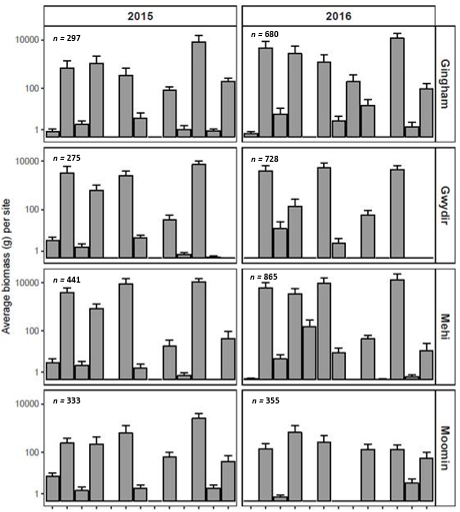 2015 2016
Average biomass (g) per site
10000
100
1
n = 297
n = 680
Gingham
10000
100
1
n = 275
n = 728
Gwydir
10000
100
1
n = 441
n = 865
Mehi
10000
100
1
n = 333
n = 355
Moomin